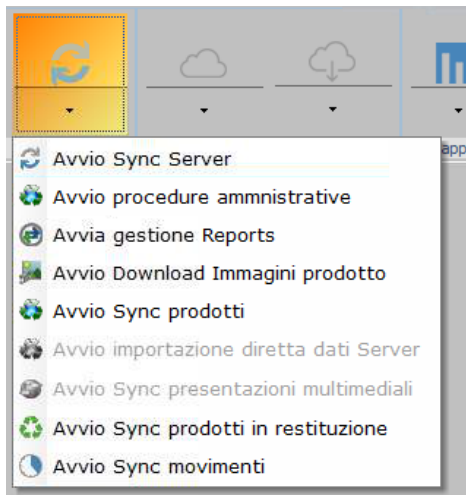 app
Avvio Sync Server
Avvio procedure ammnistrative
Avvia gestione Reports
Avvio Download Immagini prodotto
Avvio Sync prodotti
Avvio importazione diretta dati Server
Avvio Sync presentazioni multimediali
Avvio Sync prodotti in restituzione
Avvio Sync movimenti